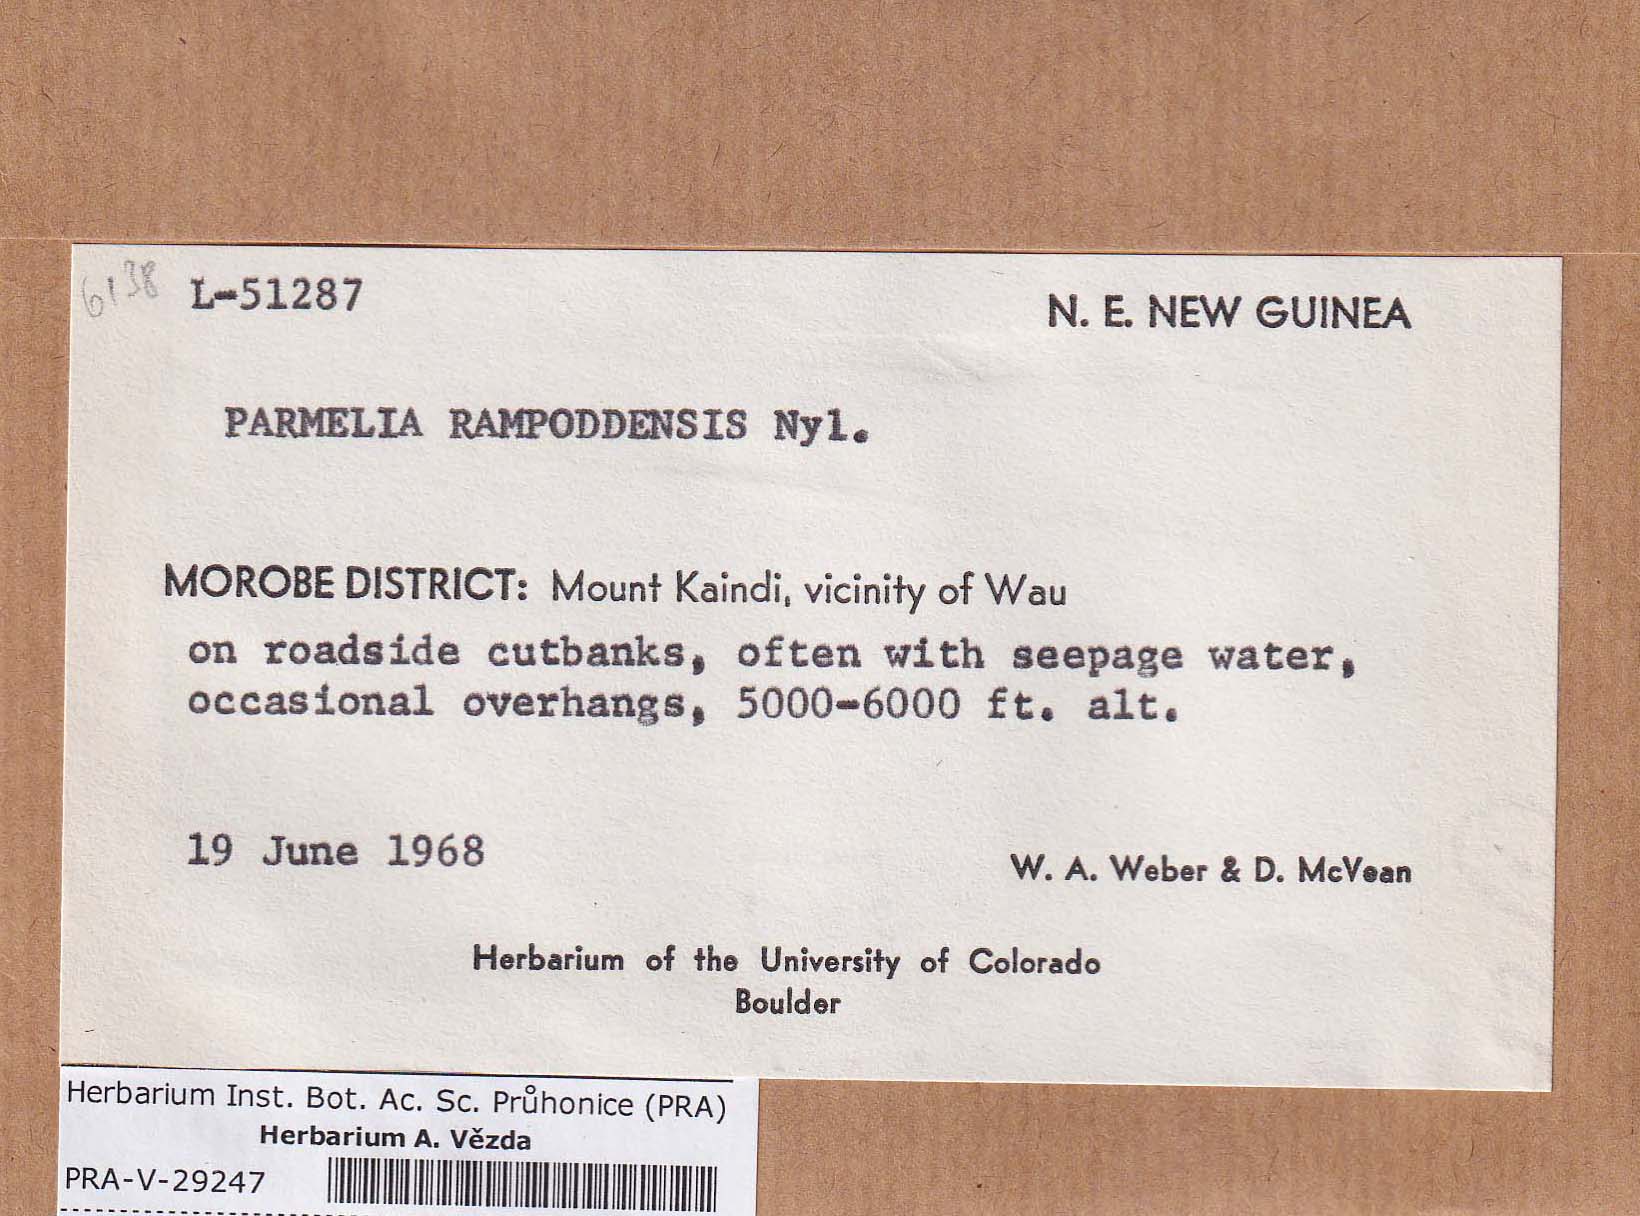 6138 L-51287
N. E. NEW GUINEA
PARMELIA RAMPODDENSIS Nyl.
MOROBE DISTRICT: Mount Kaindi, vicinity of Wau
on roadside cutbanks, often with seepage water,
occasional overhangs, 5000-6000 ft. alt.
19 June 1968
W. A. Weber & D. McVean
Herbarium of the University of Colorado
Boulder
Herbarium Inst. Bot. Ac. Sc. Průhonice (PRA)
Herbarium A. Vězda
PRA-V-29247